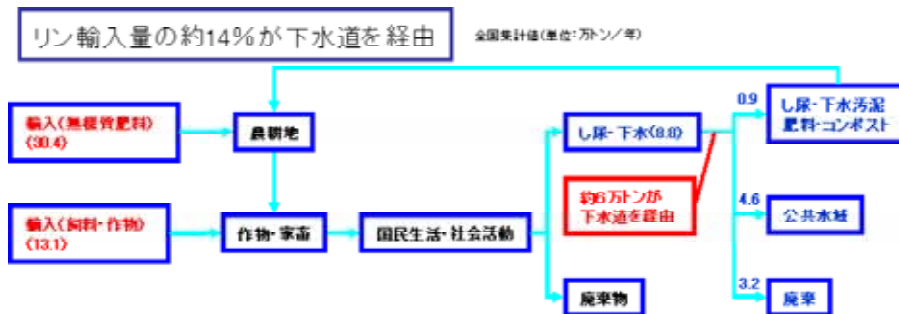 リン輸入量の約14%が下水道を経由
全国集計値(単位:万トン/年)
輸入(無機質肥料)
(30.4)
農耕地
し尿・下水(8.8)
0.9
し尿・下水汚泥
肥料・コンポスト
約6万トンが
下水道を経由
4.6
公共水域
輸入(飼料・作物)
(13.1)
作物・家畜
国民生活・社会活動
廃棄物
3.2
廃棄